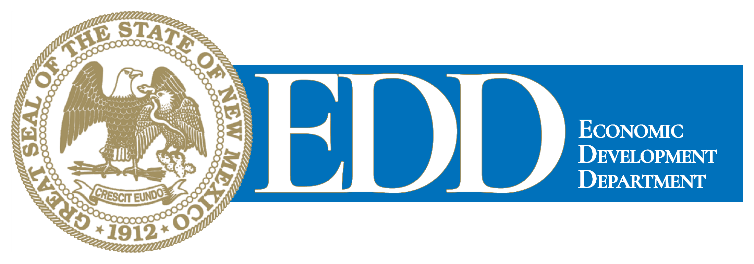 GREAT SEAL OF THE STATE OF NEW MEXICO
CRESCIT EUNDO
★ 1912 ★
EDD
ECONOMIC
DEVELOPMENT
DEPARTMENT